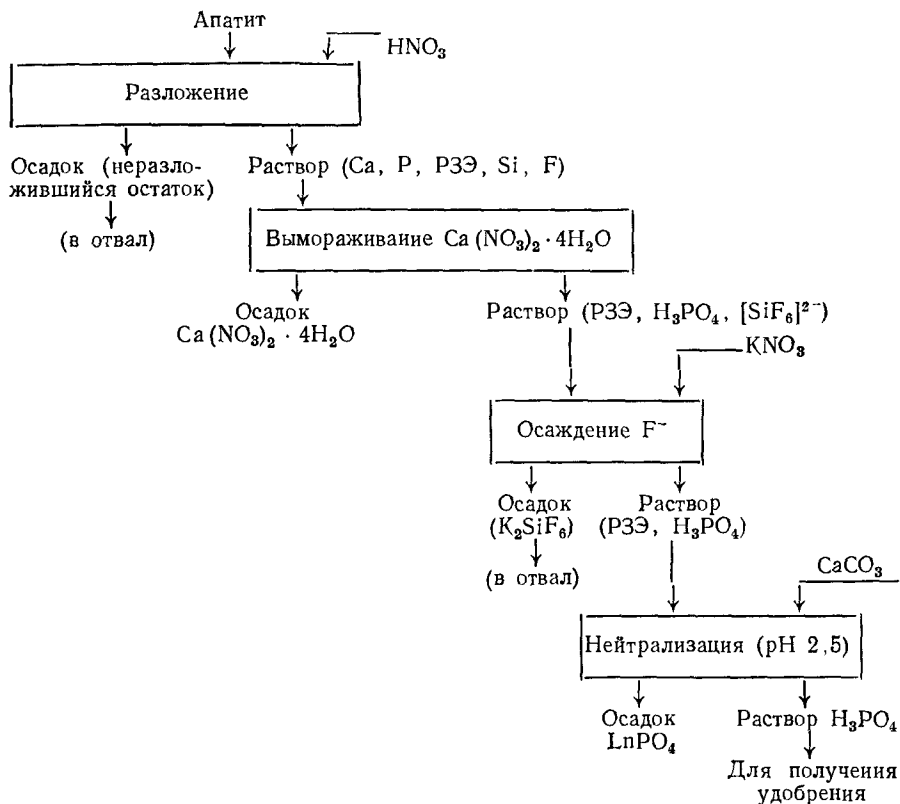 Апатит
HNO₃
Разложение
Осадок (неразло-
жившийся остаток)
Раствор (Ca, P, РЗЭ, Si, F)
(в отвал)
Вымораживание Ca(NO₃)₂ · 4H₂O
Осадок
Ca(NO₃)₂ · 4H₂O
Раствор (РЗЭ, H₃PO₄, [SiF₆]²⁻)
KNO₃
Осаждение F⁻
Осадок
(K₂SiF₆)
Раствор
(РЗЭ, H₃PO₄)
(в отвал)
CaCO₃
Нейтрализация (pH 2,5)
Осадок
LnPO₄
Раствор H₃PO₄
Для получения
удобрения